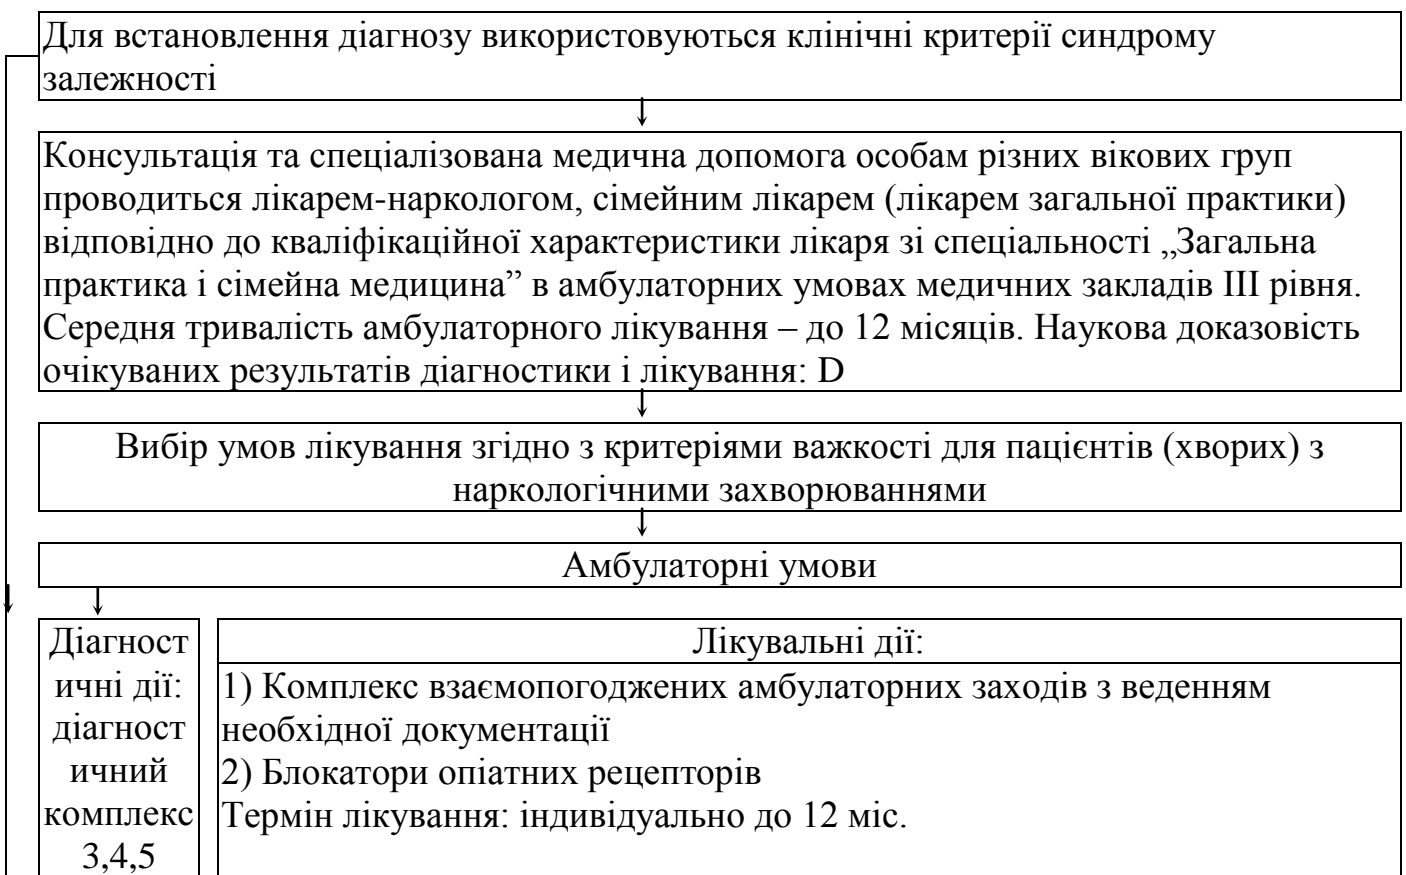 Для встановлення діагнозу використовуються клінічні критерії синдрому
залежності
Консультація та спеціалізована медична допомога особам різних вікових груп
проводиться лікарем-наркологом, сімейним лікарем (лікарем загальної практики)
відповідно до кваліфікаційної характеристики лікаря зі спеціальності „Загальна
практика і сімейна медицина” в амбулаторних умовах медичних закладів III рівня.
Середня тривалість амбулаторного лікування – до 12 місяців. Наукова доказовість
очікуваних результатів діагностики і лікування: D
Вибір умов лікування згідно з критеріями важкості для пацієнтів (хворих) з
наркологічними захворюваннями
Амбулаторні умови
Діагност
ичні дії:
діагност
ичний
комплекс
3,4,5
Лікувальні дії:
1) Комплекс взаємопогоджених амбулаторних заходів з веденням
необхідної документації
2) Блокатори опіатних рецепторів
Термін лікування: індивідуально до 12 міс.